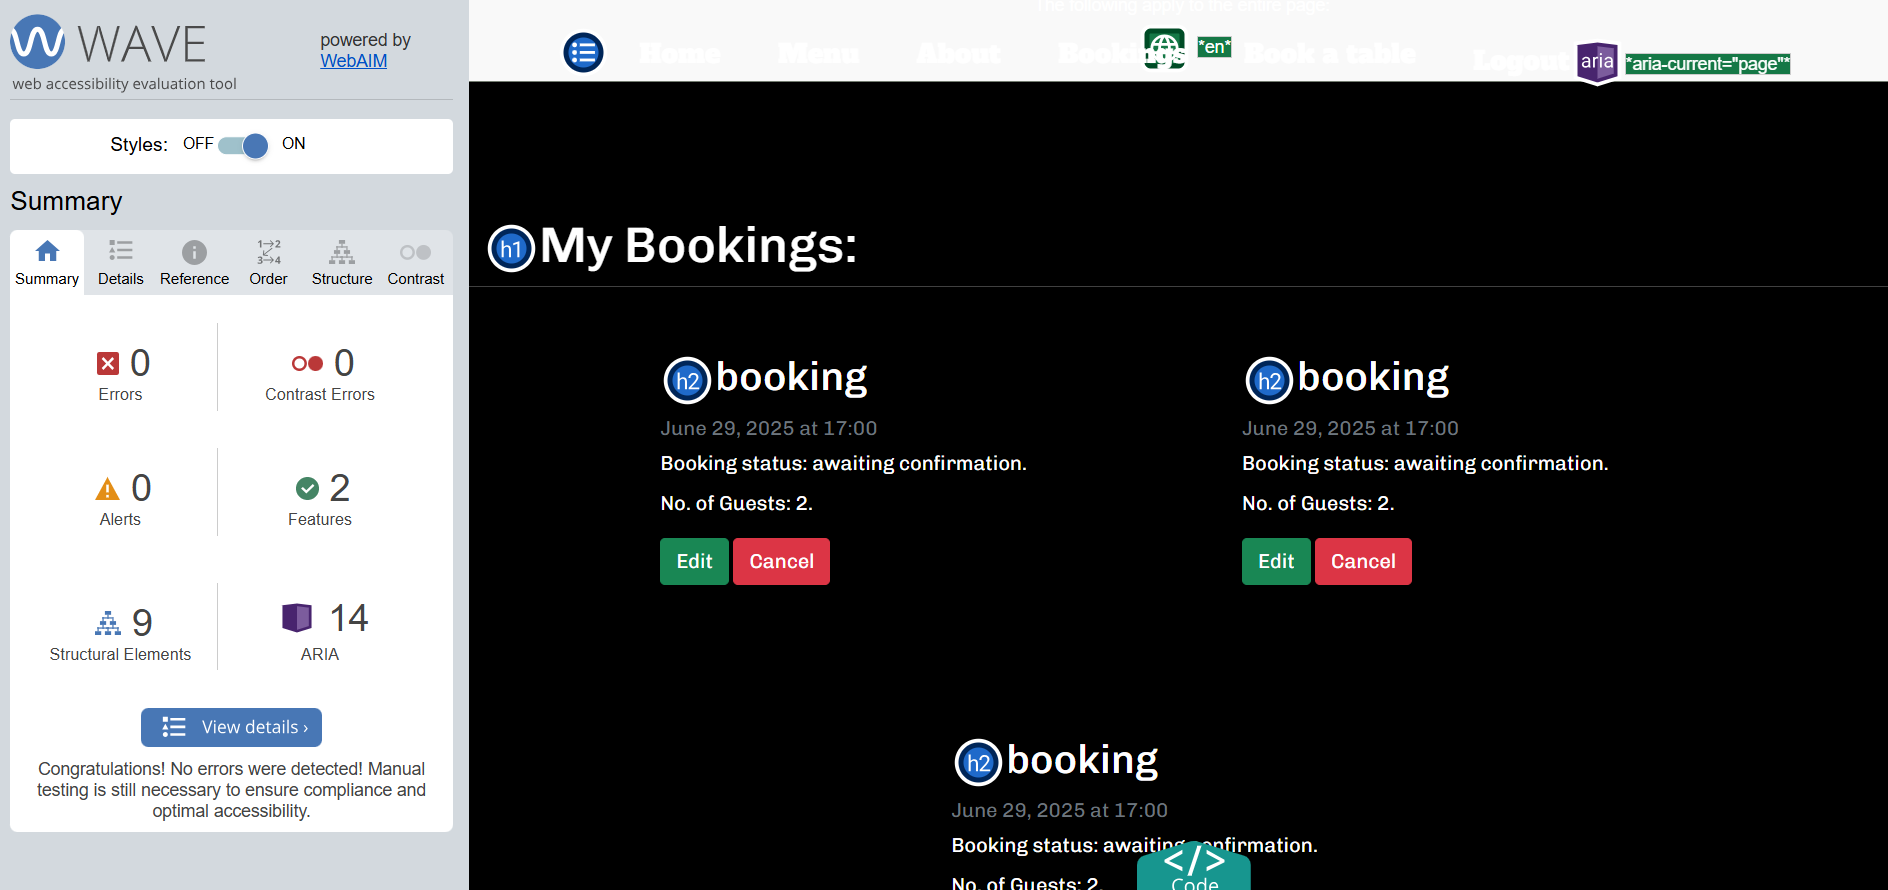 WAVE
web accessibility evaluation tool
powered by
WebAIM
Styles: OFF ON
Summary
Summary Details Reference Order Structure Contrast
0
Errors
0
Contrast Errors
0
Alerts
2
Features
9
Structural Elements
14
ARIA
View details ›
Congratulations! No errors were detected! Manual
testing is still necessary to ensure compliance and
optimal accessibility.
The following apply to the entire page:
Home Menu About Bookings *en* Book a table Logout aria *aria-current="page"*
h1 My Bookings:
h2 booking
June 29, 2025 at 17:00
Booking status: awaiting confirmation.
No. of Guests: 2.
Edit Cancel
h2 booking
June 29, 2025 at 17:00
Booking status: awaiting confirmation.
No. of Guests: 2.
Edit Cancel
h2 booking
June 29, 2025 at 17:00
Booking status: awaiting confirmation.
No. of Guests: 2.
</> Code